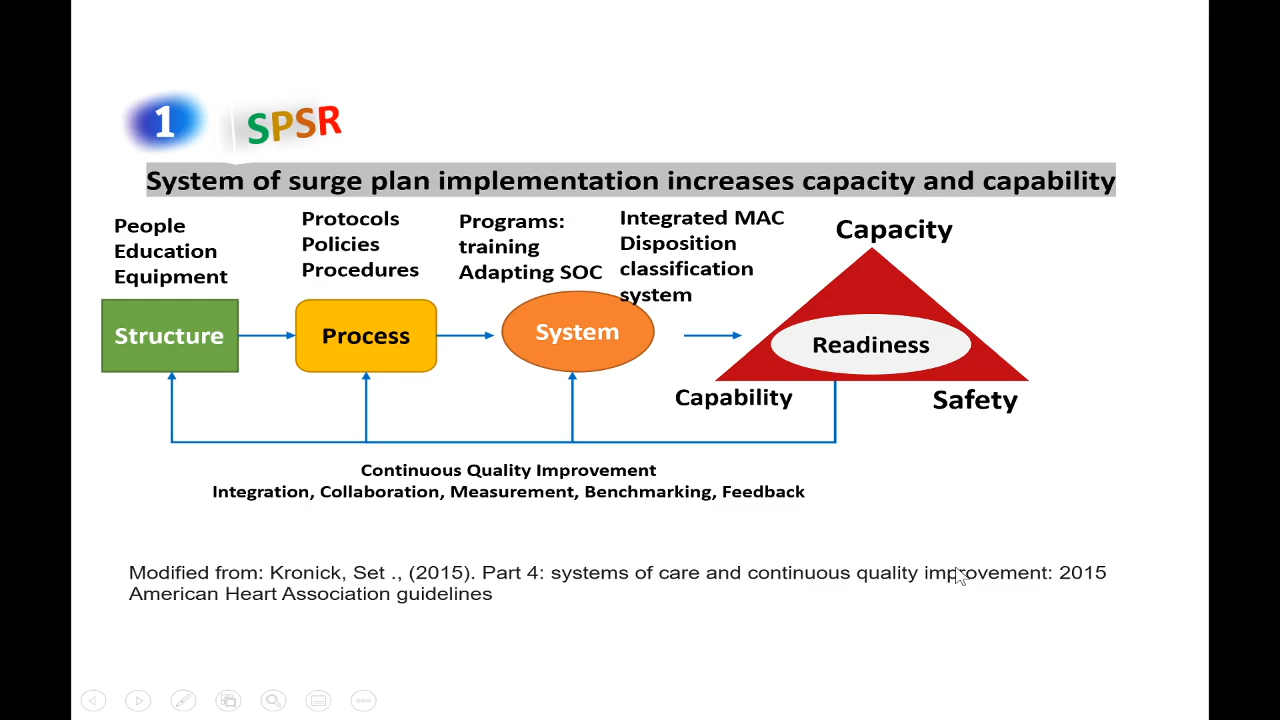 1
SPSR
System of surge plan implementation increases capacity and capability
People
Education
Equipment
Protocols
Policies
Procedures
Programs:
training
Adapting SOC
Integrated MAC
Disposition
classification
system
Capacity
Structure
Process
System
Readiness
Capability
Safety
Continuous Quality Improvement
Integration, Collaboration, Measurement, Benchmarking, Feedback
Modified from: Kronick, Set ., (2015). Part 4: systems of care and continuous quality improvement: 2015
American Heart Association guidelines